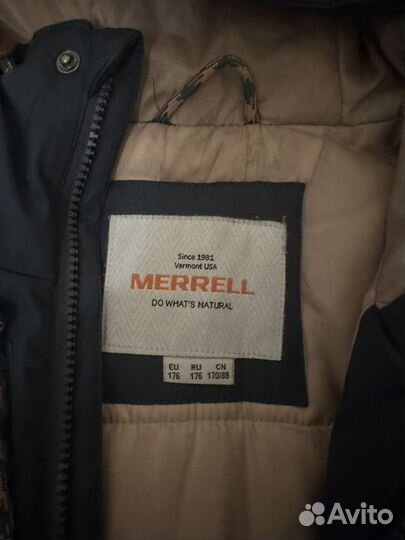 Since 1981
Vermont USA
MERRELL
DO WHAT'S NATURAL
EU RU CN
176 176 170/88
Avito